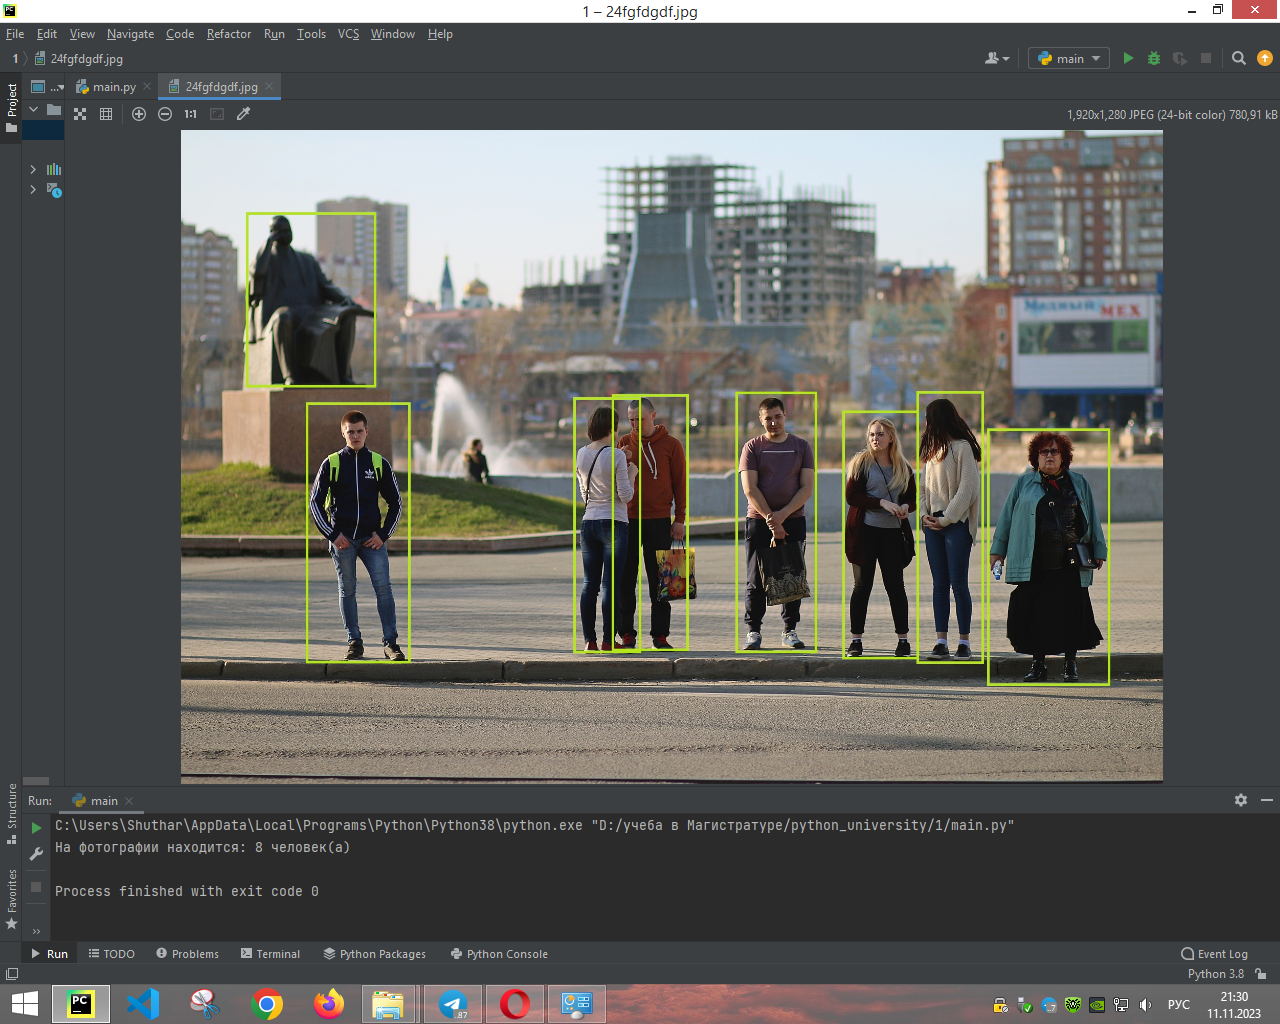 1 – 24fgfdgdf.jpg
File Edit View Navigate Code Refactor Run Tools VCS Window Help
1 24fgfdgdf.jpg
main
Project
...
main.py
24fgfdgdf.jpg
1:1
1,920x1,280 JPEG (24-bit color) 780,91 kB
Медный
МЕХ
adidas
Structure
Favorites
Run: main
C:\Users\Shuthar\AppData\Local\Programs\Python\Python38\python.exe "D:/учеба в Магистратуре/python_university/1/main.py"
На фотографии находится: 8 человек(а)
Process finished with exit code 0
Run TODO Problems Terminal Python Packages Python Console Event Log
Python 3.8
PC
87
РУС
21:30
11.11.2023